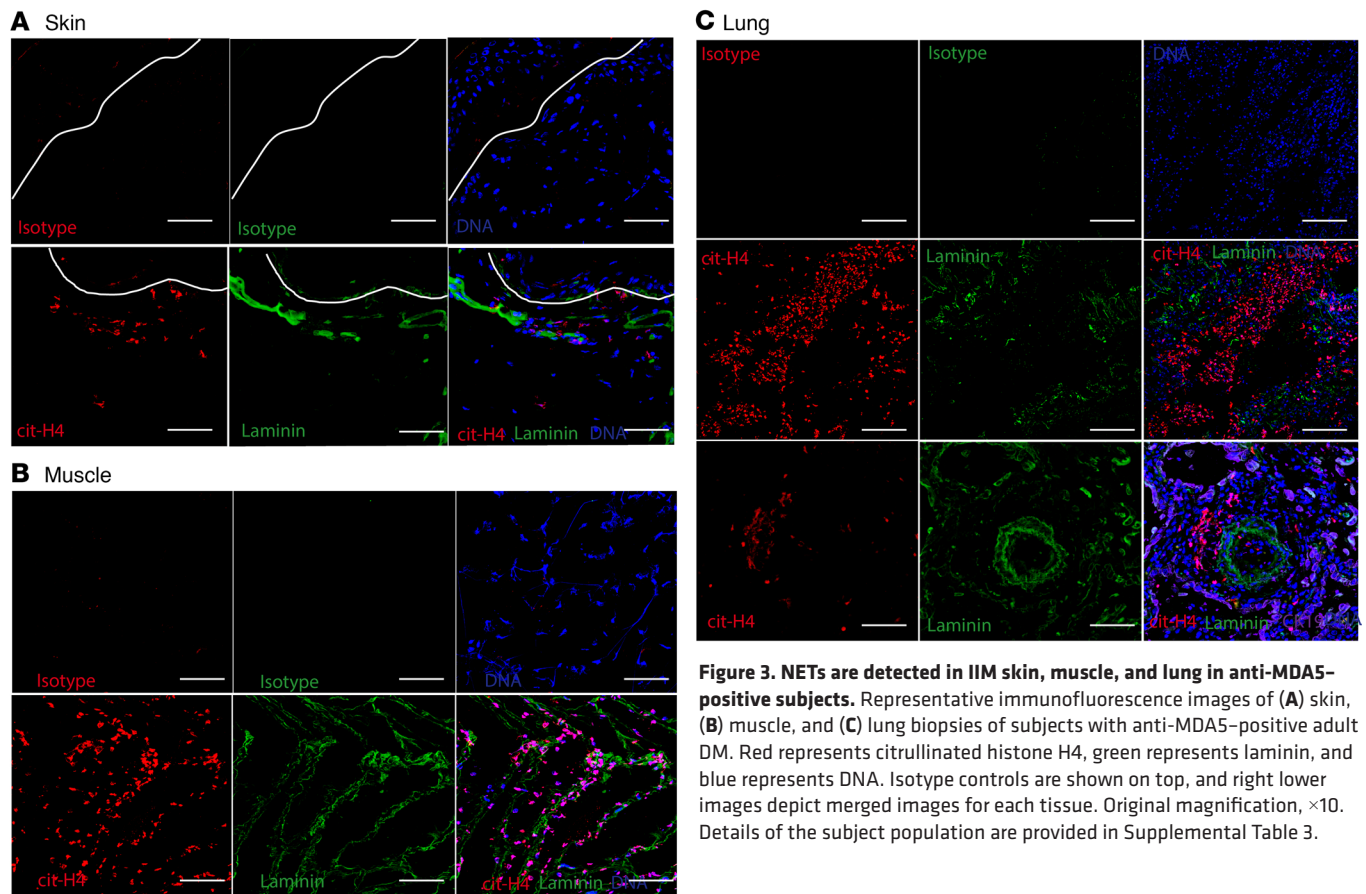 A Skin
Isotype
Isotype
DNA
cit-H4
Laminin
cit-H4 Laminin DNA
B Muscle
Isotype
Isotype
DNA
cit-H4
Laminin
cit-H4 Laminin DNA
C Lung
Isotype
Isotype
DNA
cit-H4
Laminin
cit-H4 Laminin DNA
cit-H4
Laminin
cit-H4 Laminin
Figure 3. NETs are detected in IIM skin, muscle, and lung in anti-MDA5–
positive subjects. Representative immunofluorescence images of (A) skin,
(B) muscle, and (C) lung biopsies of subjects with anti-MDA5–positive adult
DM. Red represents citrullinated histone H4, green represents laminin, and
blue represents DNA. Isotype controls are shown on top, and right lower
images depict merged images for each tissue. Original magnification, ×10.
Details of the subject population are provided in Supplemental Table 3.